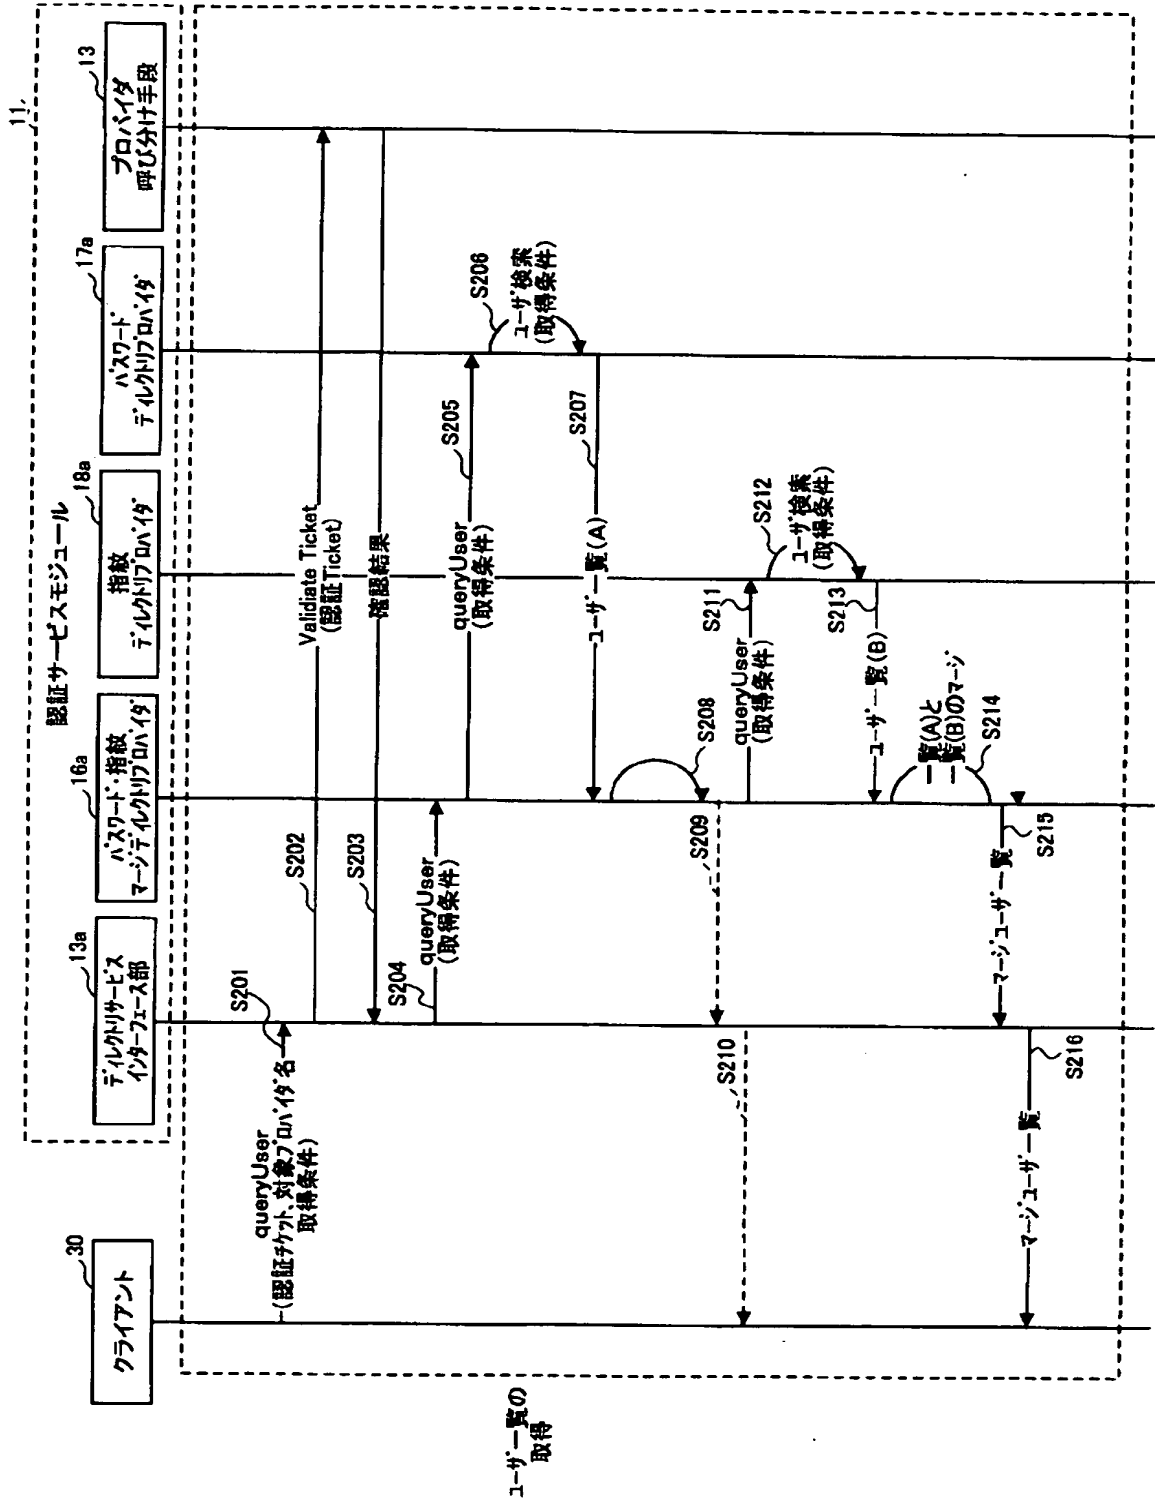 11
認証サービスモジュール
30
クライアント
13a
ディレクトリサービス
インターフェース部
16a
パスワード・指紋
マージディレクトリプロバイダ
18a
指紋
ディレクトリプロバイダ
17a
パスワード
ディレクトリプロバイダ
13
プロバイダ
呼び分け手段
ユーザ一覧の
取得
queryUser
(認証チケット、対象プロバイダ名
取得条件)
S201
S202
Validiate Ticket
(認証Ticket)
S203
確認結果
S204
queryUser
(取得条件)
S205
queryUser
(取得条件)
S206
ユーザ検索
(取得条件)
S207
ユーザ一覧(A)
S208
S209
S210
S211
queryUser
(取得条件)
S212
ユーザ検索
(取得条件)
S213
ユーザ一覧(B)
一覧(A)と
一覧(B)のマージ
S214
S215
マージユーザ一覧
S216
マージユーザ一覧